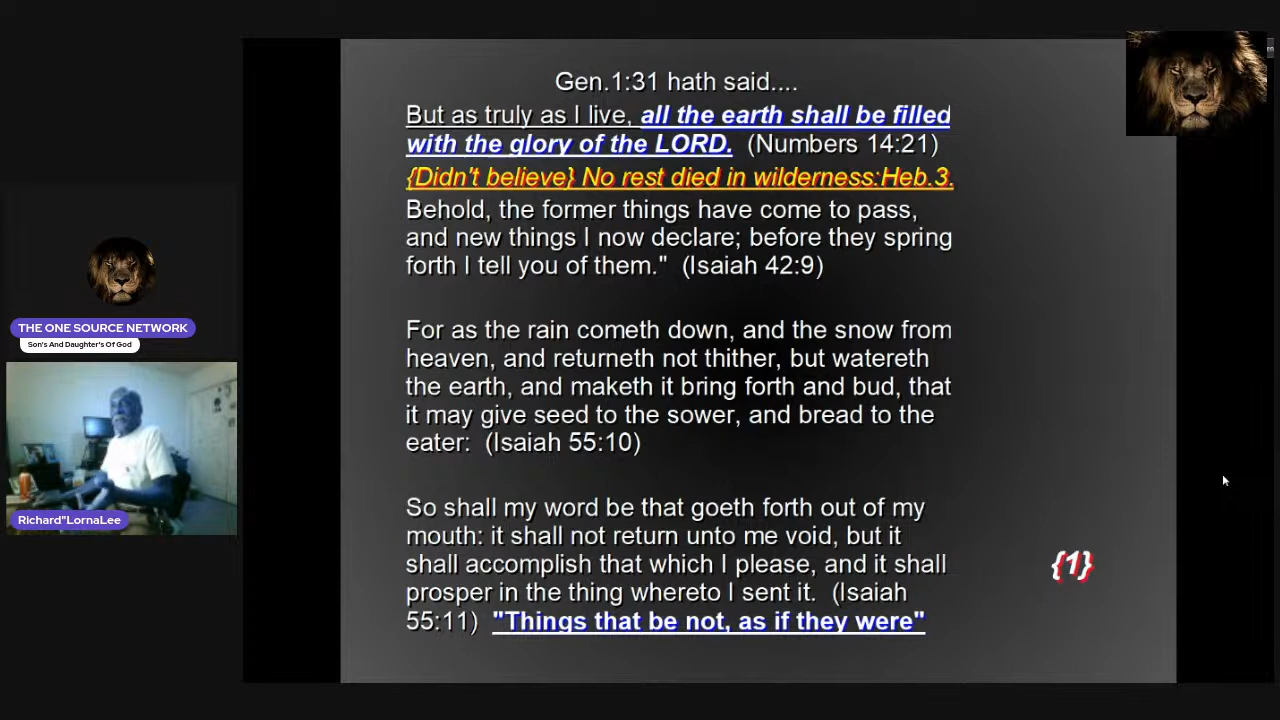 Gen.1:31 hath said....
But as truly as I live, all the earth shall be filled
with the glory of the LORD. (Numbers 14:21)
{Didn't believe} No rest died in wilderness:Heb.3.
Behold, the former things have come to pass,
and new things I now declare; before they spring
forth I tell you of them." (Isaiah 42:9)
For as the rain cometh down, and the snow from
heaven, and returneth not thither, but watereth
the earth, and maketh it bring forth and bud, that
it may give seed to the sower, and bread to the
eater: (Isaiah 55:10)
So shall my word be that goeth forth out of my
mouth: it shall not return unto me void, but it
shall accomplish that which I please, and it shall
prosper in the thing whereto I sent it. (Isaiah
55:11) "Things that be not, as if they were"
{1}
THE ONE SOURCE NETWORK
Son's And Daughter's Of God
Richard"LornaLee